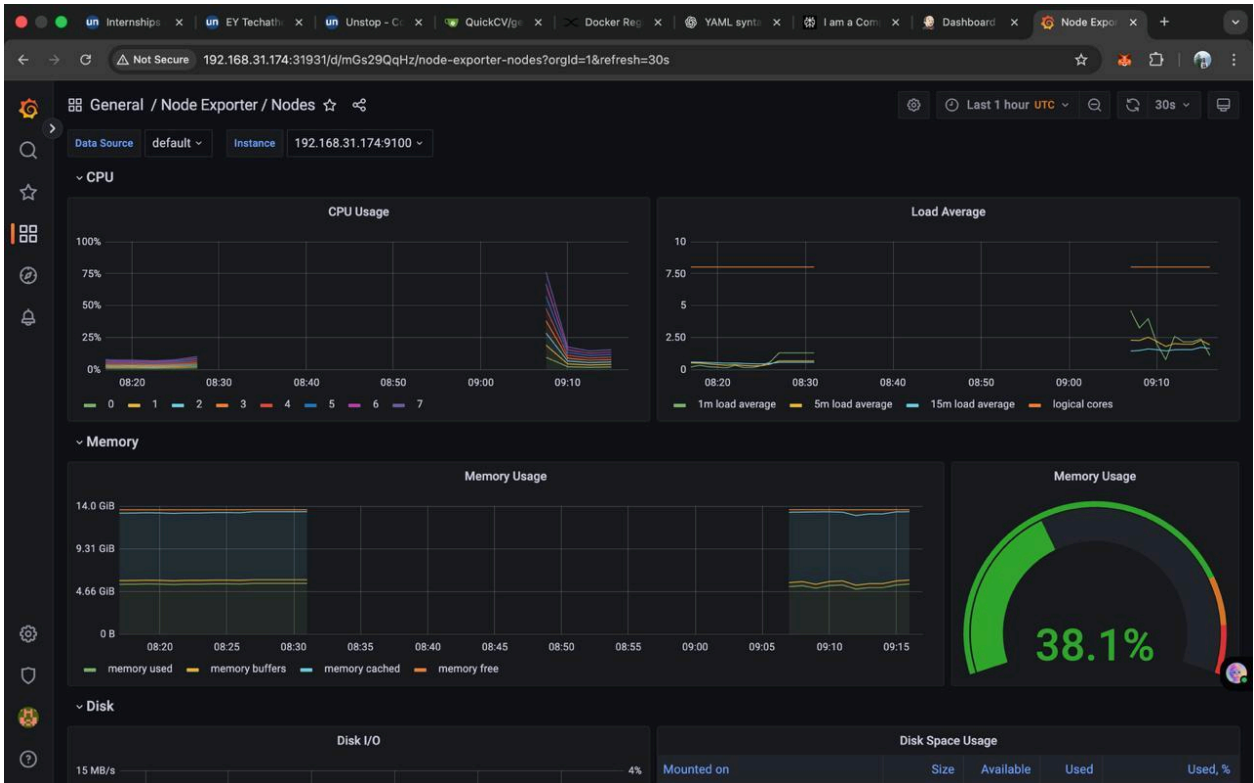 Internships
EY Techath
Unstop - C
QuickCV/ge
Docker Reg
YAML synta
I am a Com
Dashboard
Node Expo
Not Secure 192.168.31.174:31931/d/mGs29QqHz/node-exporter-nodes?orgId=1&refresh=30s
General / Node Exporter / Nodes
Last 1 hour UTC
30s
Data Source default Instance 192.168.31.174:9100
CPU
CPU Usage
100%
75%
50%
25%
0%
08:20 08:30 08:40 08:50 09:00 09:10
0 1 2 3 4 5 6 7
Load Average
10
7.50
5
2.50
0
08:20 08:30 08:40 08:50 09:00 09:10
1m load average 5m load average 15m load average logical cores
Memory
Memory Usage
14.0 GiB
9.31 GiB
4.66 GiB
0 B
08:20 08:25 08:30 08:35 08:40 08:45 08:50 08:55 09:00 09:05 09:10 09:15
memory used memory buffers memory cached memory free
Memory Usage
38.1%
Disk
Disk I/O
15 MB/s 4%
Disk Space Usage
Mounted on Size Available Used Used, %